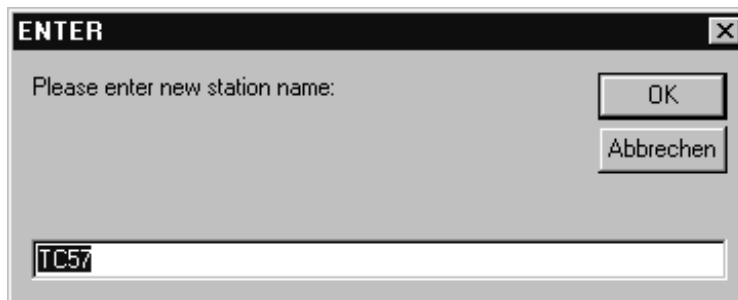 ENTER
Please enter new station name:
OK
Abbrechen
TC57